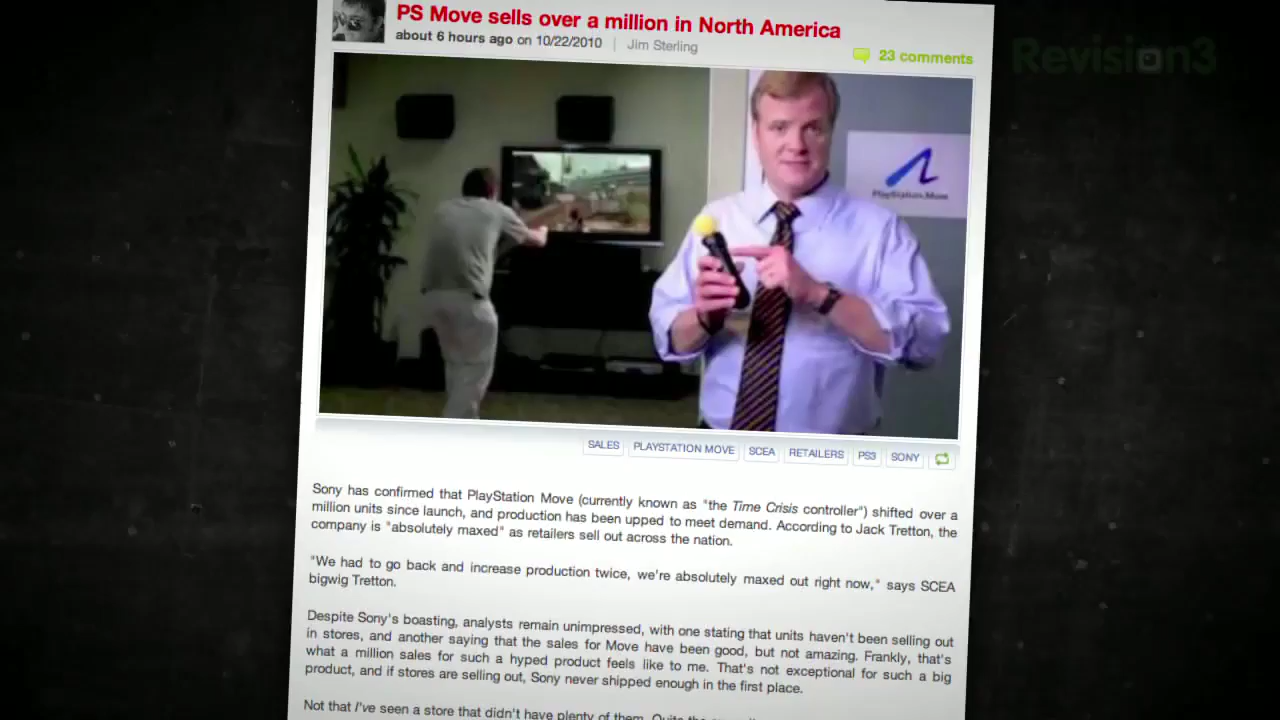 PS Move sells over a million in North America
about 6 hours ago on 10/22/2010 | Jim Sterling
23 comments
Revision3
PlayStation.Move
SALES PLAYSTATION MOVE SCEA RETAILERS PS3 SONY
Sony has confirmed that PlayStation Move (currently known as "the Time Crisis controller") shifted over a
million units since launch, and production has been upped to meet demand. According to Jack Tretton, the
company is "absolutely maxed" as retailers sell out across the nation.
"We had to go back and increase production twice, we're absolutely maxed out right now," says SCEA
bigwig Tretton.
Despite Sony's boasting, analysts remain unimpressed, with one stating that units haven't been selling out
in stores, and another saying that the sales for Move have been good, but not amazing. Frankly, that's
what a million sales for such a hyped product feels like to me. That's not exceptional for such a big
product, and if stores are selling out, Sony never shipped enough in the first place.
Not that I've seen a store that didn't have plenty of them. Quite the